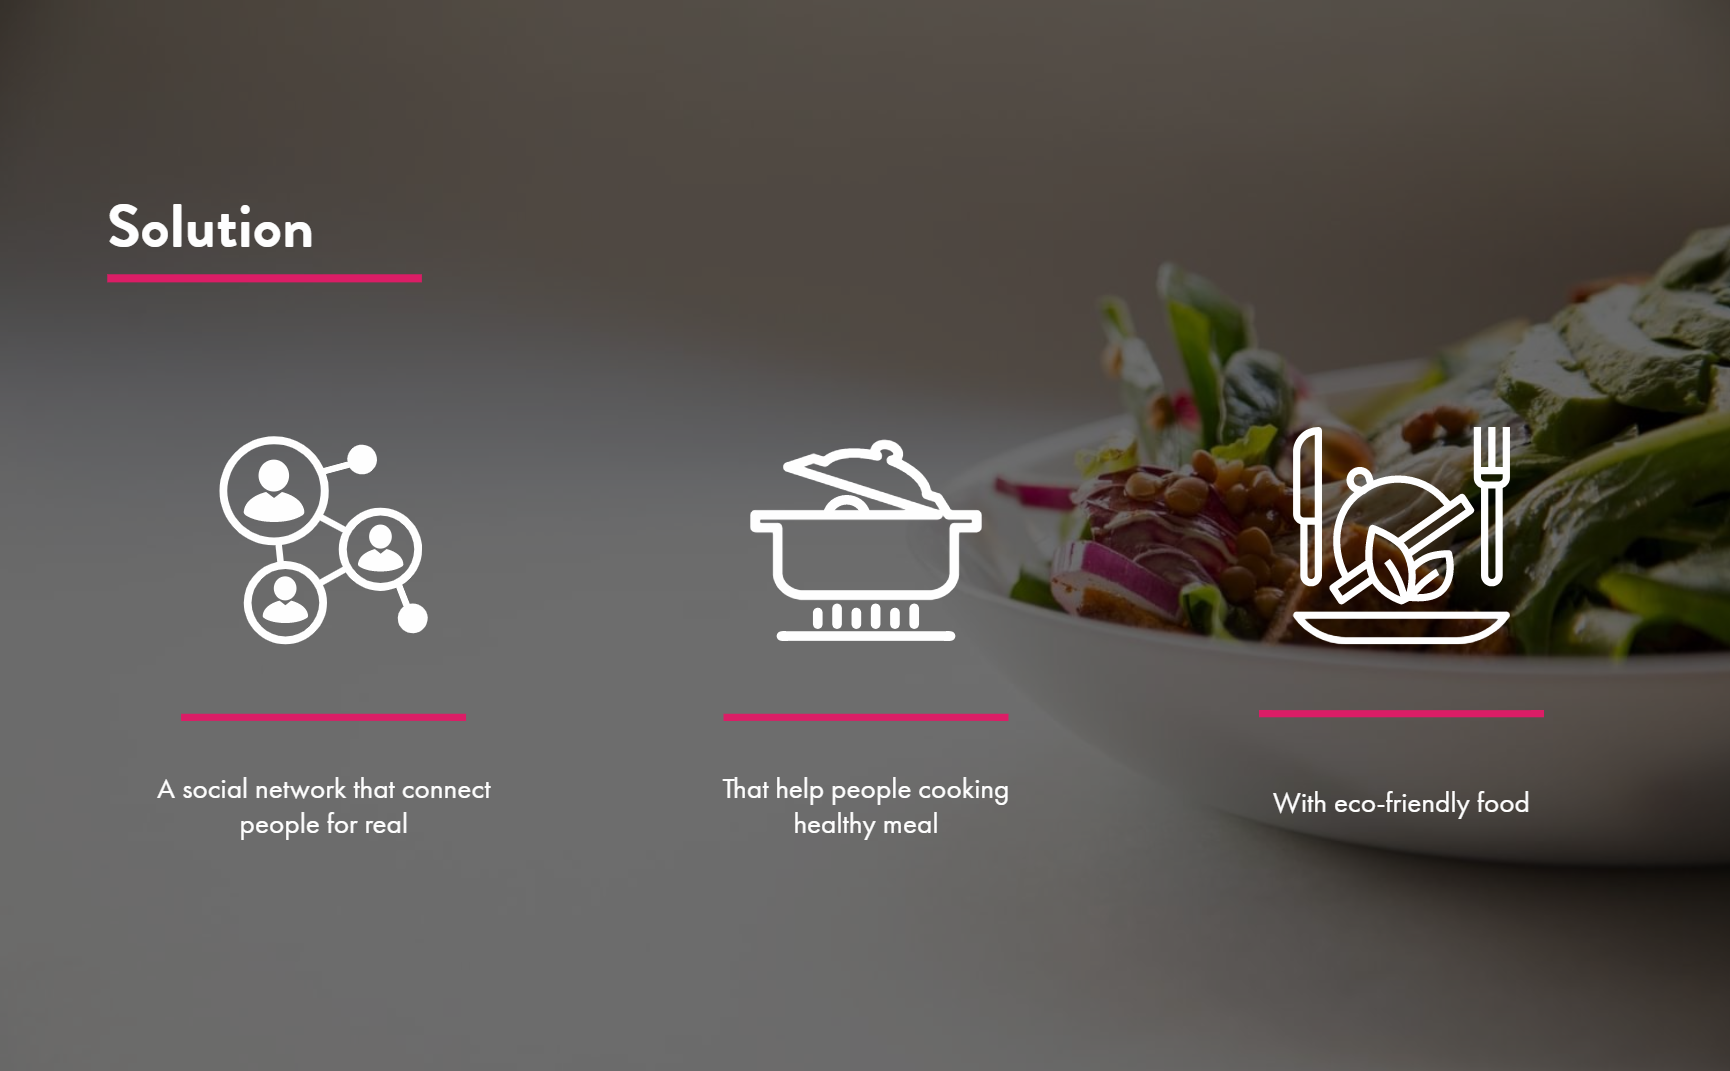 Solution
A social network that connect
people for real
That help people cooking
healthy meal
With eco-friendly food